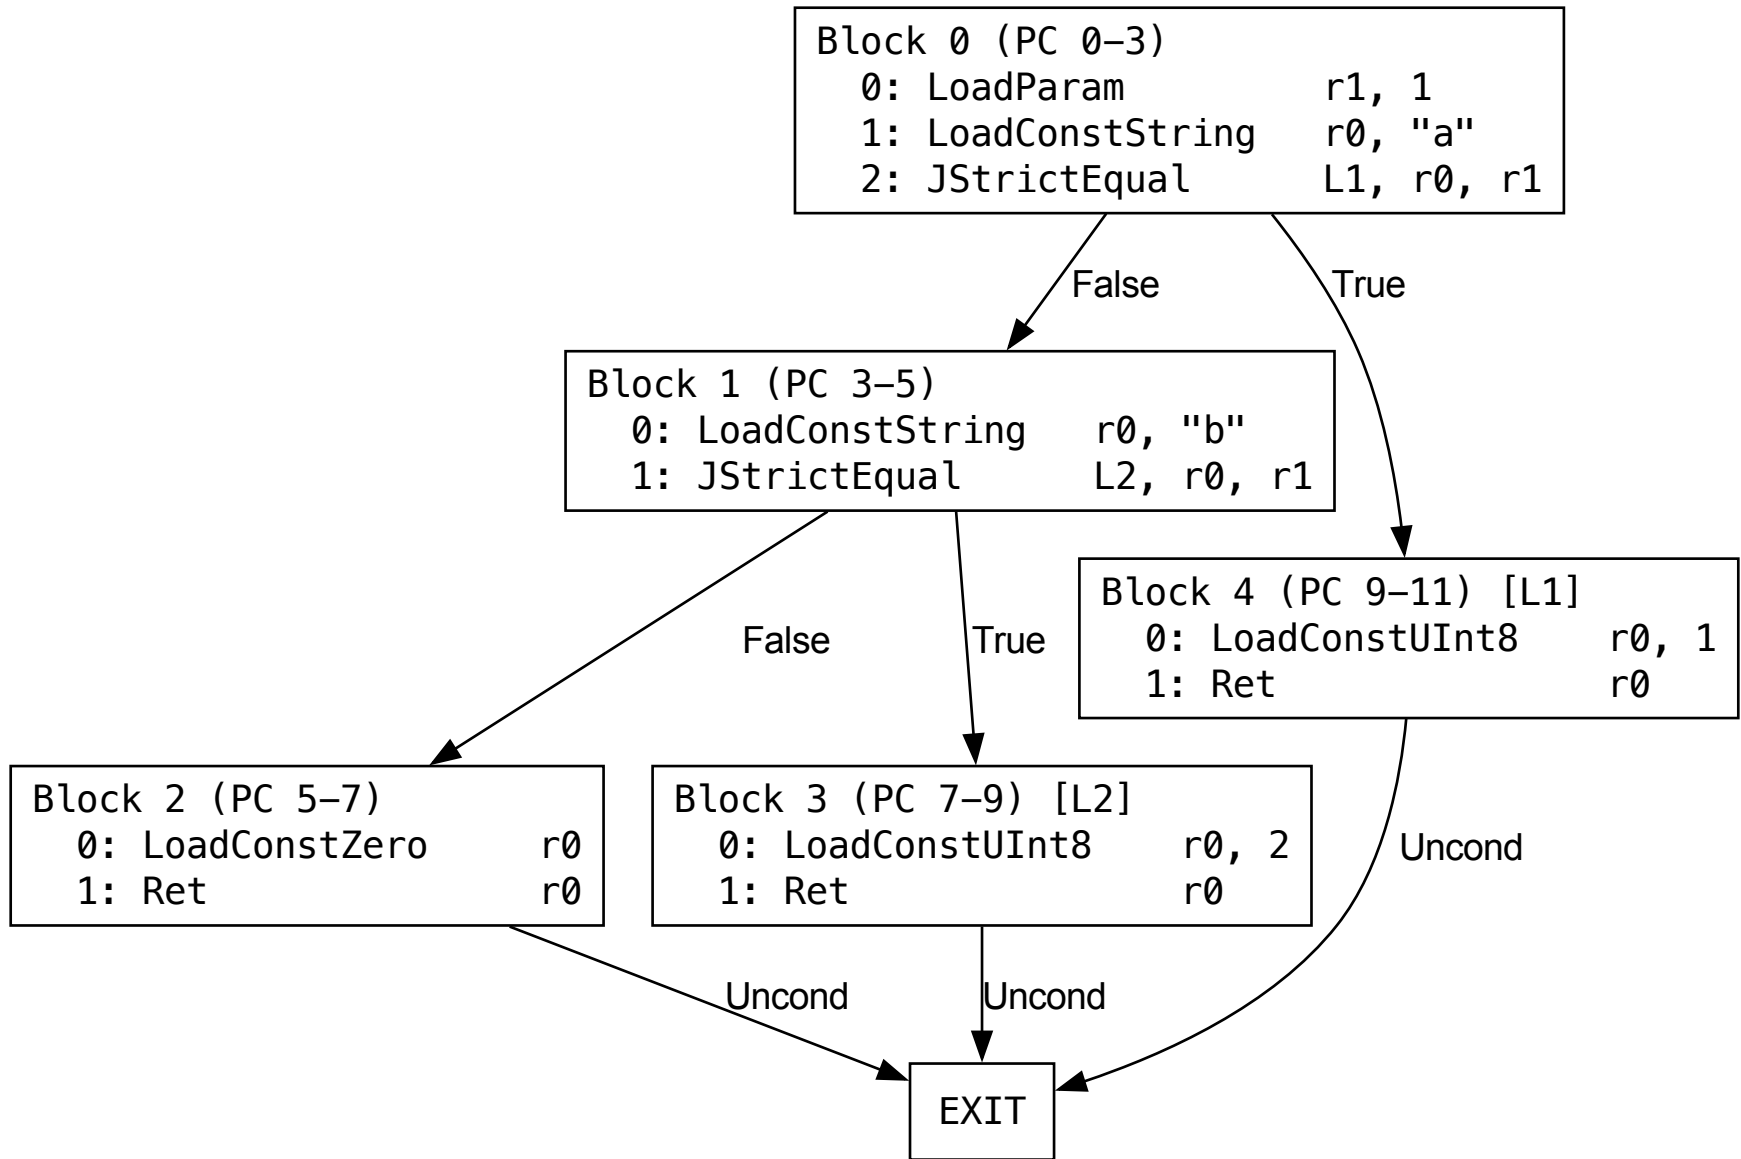 Block 0 (PC 0–3)
0: LoadParam r1, 1
1: LoadConstString r0, "a"
2: JStrictEqual L1, r0, r1
False
True
Block 1 (PC 3–5)
0: LoadConstString r0, "b"
1: JStrictEqual L2, r0, r1
Block 4 (PC 9–11) [L1]
0: LoadConstUInt8 r0, 1
1: Ret r0
False
True
Block 2 (PC 5–7)
0: LoadConstZero r0
1: Ret r0
Block 3 (PC 7–9) [L2]
0: LoadConstUInt8 r0, 2
1: Ret r0
Uncond
Uncond
Uncond
EXIT